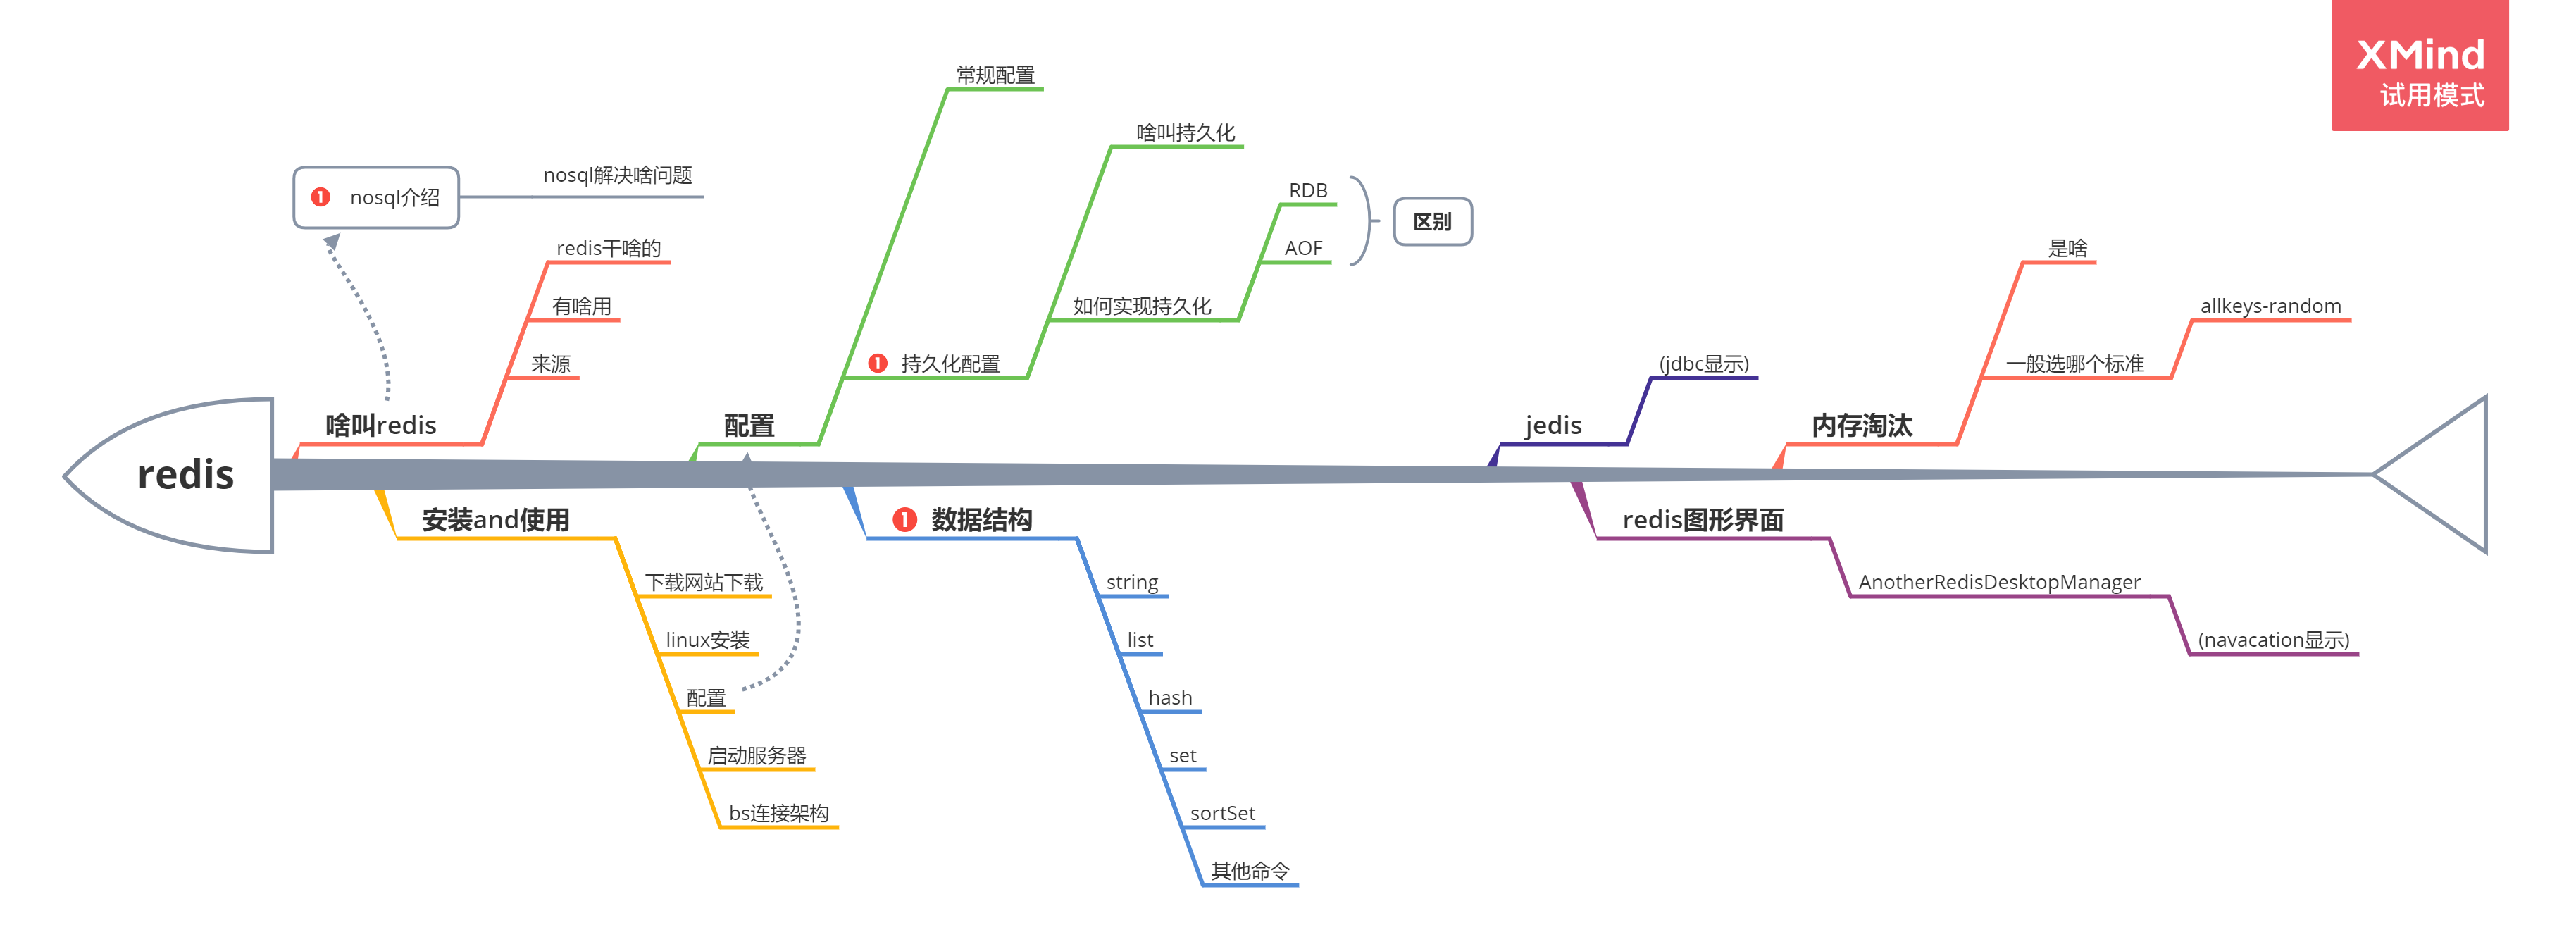 XMind
试用模式
redis
啥叫redis
redis干啥的
有啥用
来源
nosql介绍
nosql解决啥问题
安装and使用
下载网站下载
linux安装
配置
启动服务器
bs连接架构
配置
常规配置
持久化配置
啥叫持久化
如何实现持久化
RDB
AOF
区别
数据结构
string
list
hash
set
sortSet
其他命令
jedis
(jdbc显示)
redis图形界面
AnotherRedisDesktopManager
(navacation显示)
内存淘汰
是啥
一般选哪个标准
allkeys-random